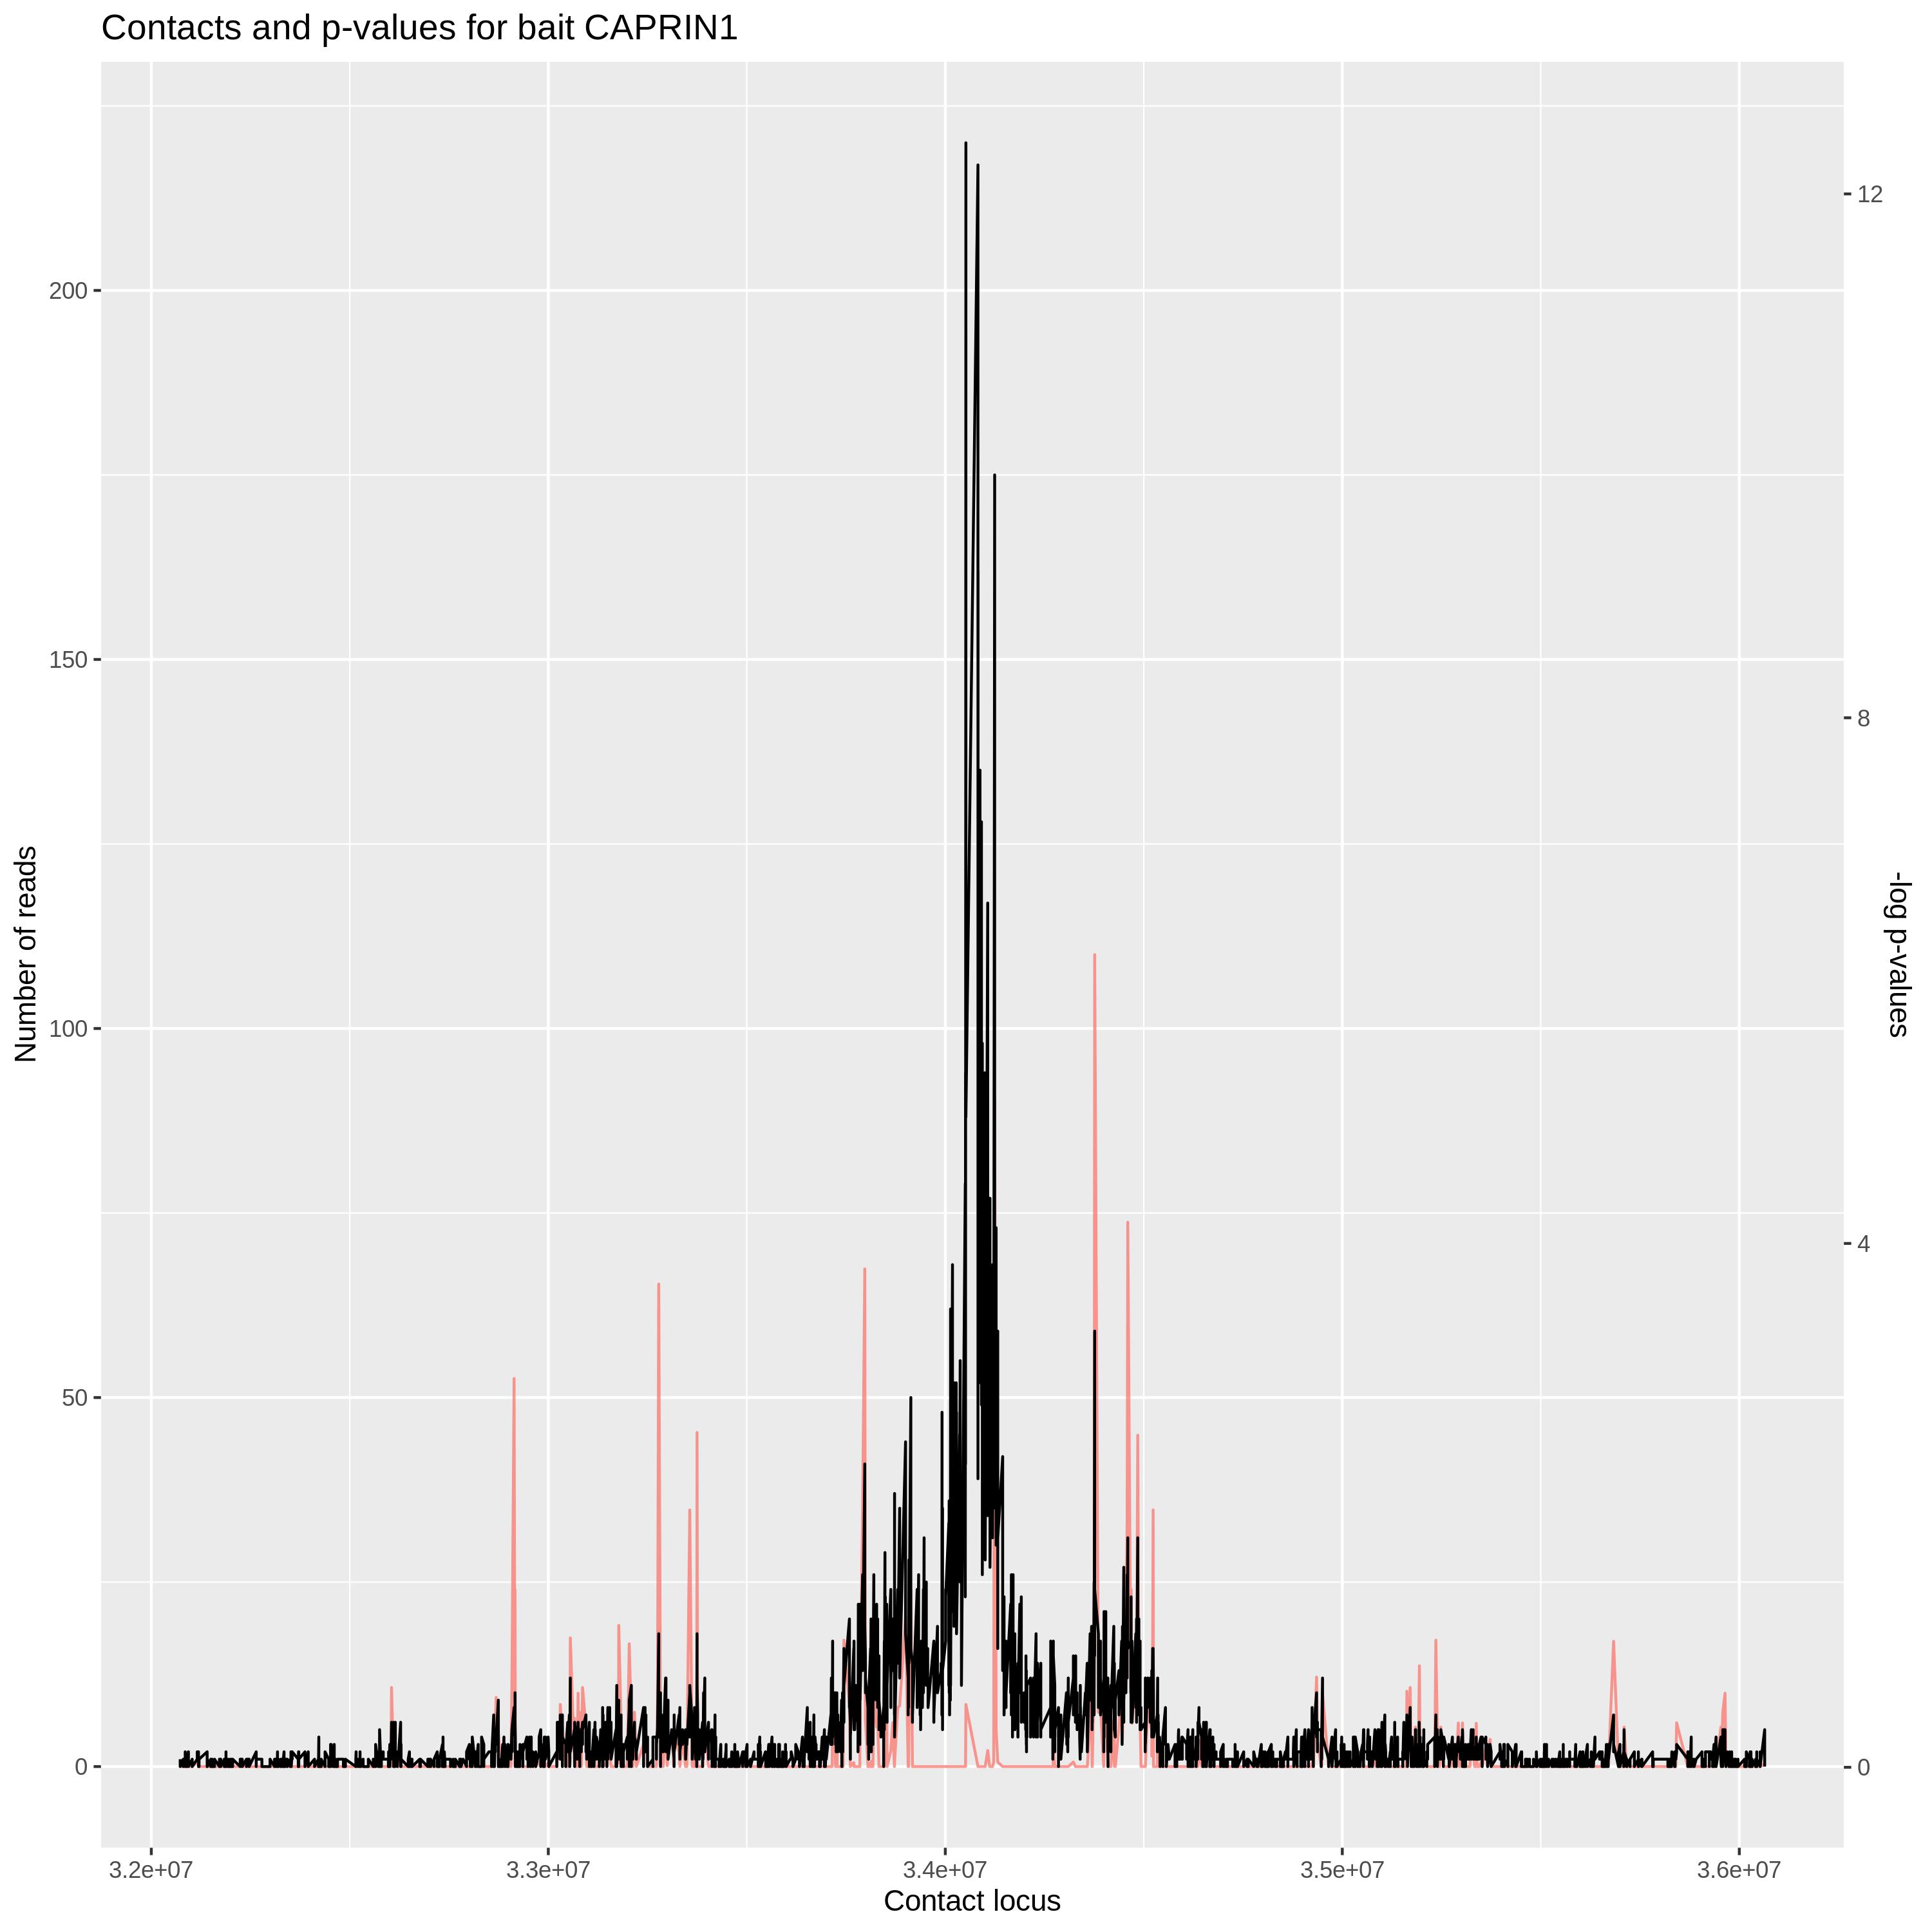 Contacts and p-values for bait CAPRIN1
200
150
100
50
0
12
8
4
0
3.2e+07 3.3e+07 3.4e+07 3.5e+07 3.6e+07
Number of reads
-log p-values
Contact locus